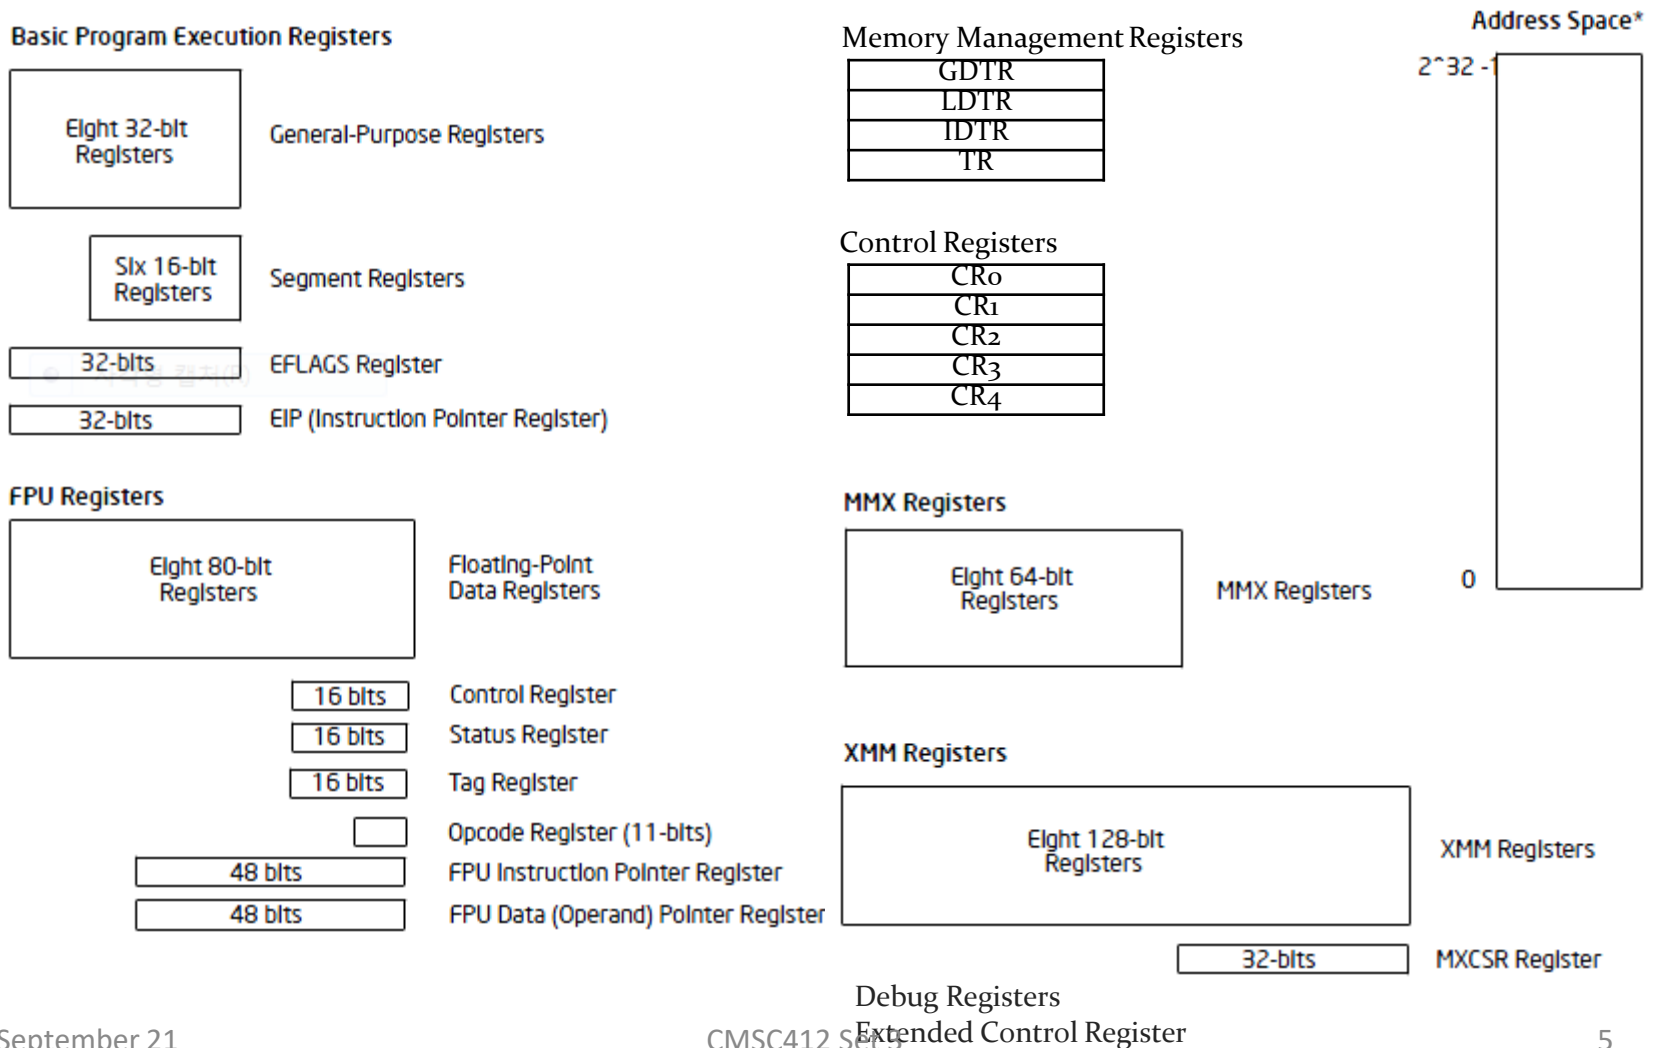 Basic Program Execution Registers
Eight 32-bit
Registers
General-Purpose Registers
Six 16-bit
Registers
Segment Registers
32-bits
EFLAGS Register
캡처(R)
32-bits
EIP (Instruction Pointer Register)
FPU Registers
Eight 80-bit
Registers
Floating-Point
Data Registers
16 bits
Control Register
16 bits
Status Register
16 bits
Tag Register
Opcode Register (11-bits)
48 bits
FPU Instruction Pointer Register
48 bits
FPU Data (Operand) Pointer Register
Memory Management Registers
GDTR
LDTR
IDTR
TR
Control Registers
CR0
CR1
CR2
CR3
CR4
MMX Registers
Eight 64-bit
Registers
MMX Registers
XMM Registers
Eight 128-bit
Registers
XMM Registers
32-bits
MXCSR Register
Debug Registers
Extended Control Register
Address Space*
2^32 -1
0
September 21
CMSC412 Set 3
5